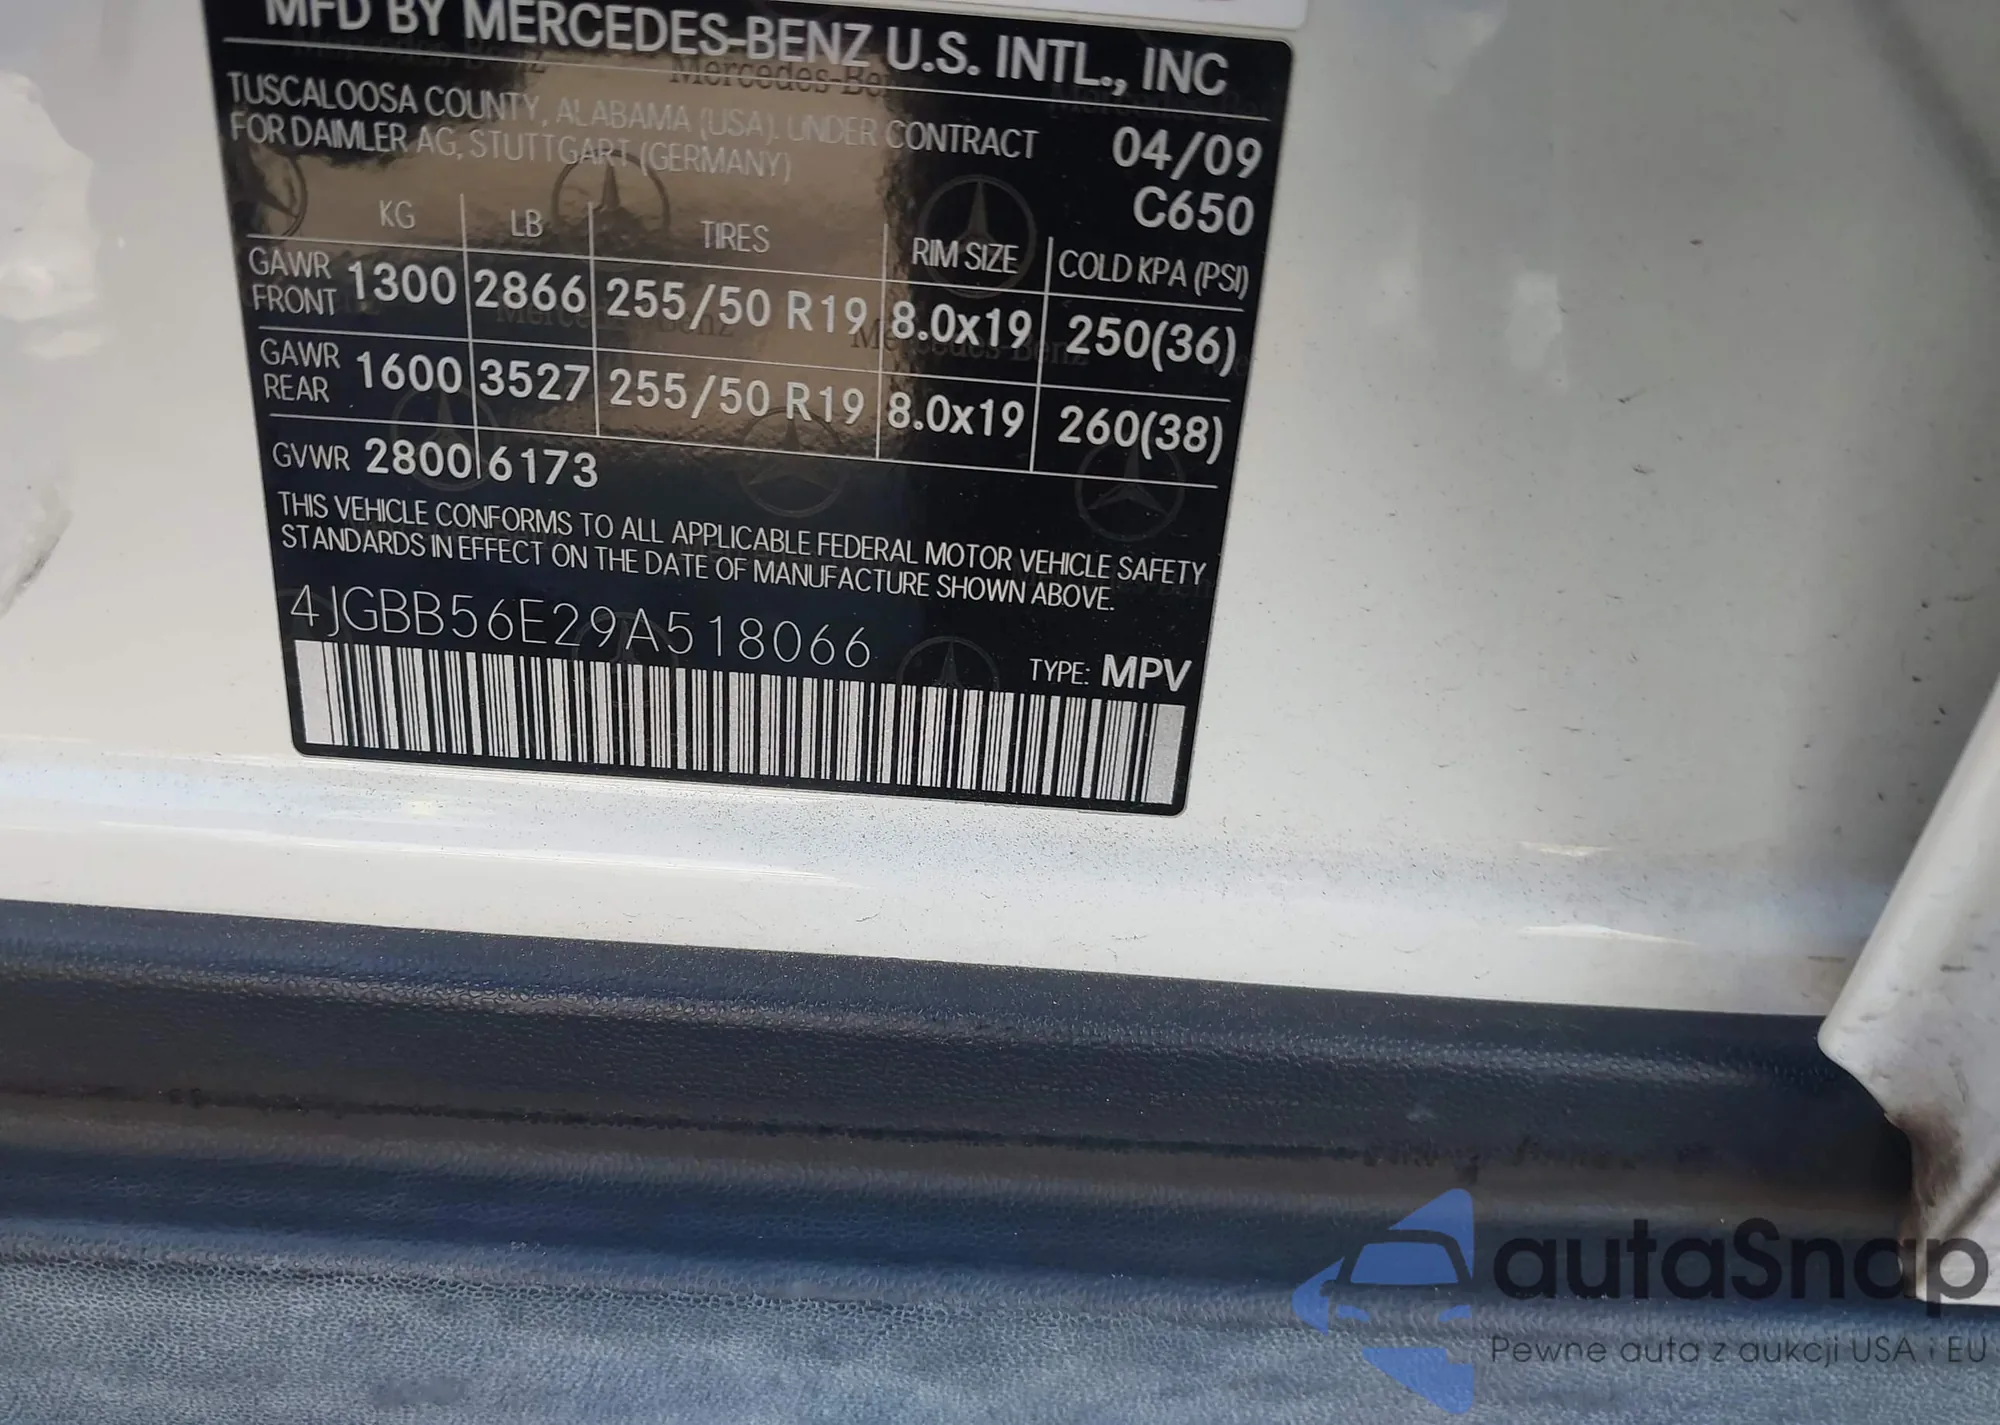 MFD BY MERCEDES-BENZ U.S. INTL., INC
TUSCALOOSA COUNTY, ALABAMA (USA). UNDER CONTRACT
FOR DAIMLER AG, STUTTGART (GERMANY)
04/09
C650
KG LB TIRES RIM SIZE COLD KPA (PSI)
GAWR FRONT 1300 2866 255/50 R19 8.0x19 250(36)
GAWR REAR 1600 3527 255/50 R19 8.0x19 260(38)
GVWR 2800 6173
THIS VEHICLE CONFORMS TO ALL APPLICABLE FEDERAL MOTOR VEHICLE SAFETY
STANDARDS IN EFFECT ON THE DATE OF MANUFACTURE SHOWN ABOVE.
4JGBB56E29A518066
TYPE: MPV
autaSnap
Pewne auta z aukcji USA i EU